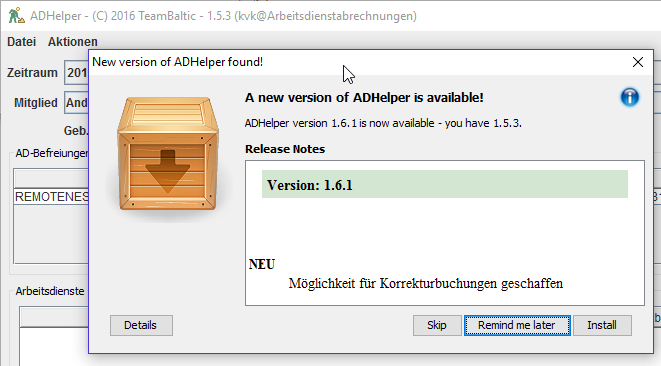 ADHelper - (C) 2016 TeamBaltic - 1.5.3 (kvk@Arbeitsdienstabrechnungen)
Datei Aktionen
New version of ADHelper found!
Zeitraum
Mitglied
Geb.
AD-Befreiungen
REMOTENES
Arbeitsdienste
A new version of ADHelper is available!
ADHelper version 1.6.1 is now available - you have 1.5.3.
Release Notes
Version: 1.6.1
NEU
Möglichkeit für Korrekturbuchungen geschaffen
Details Skip Remind me later Install